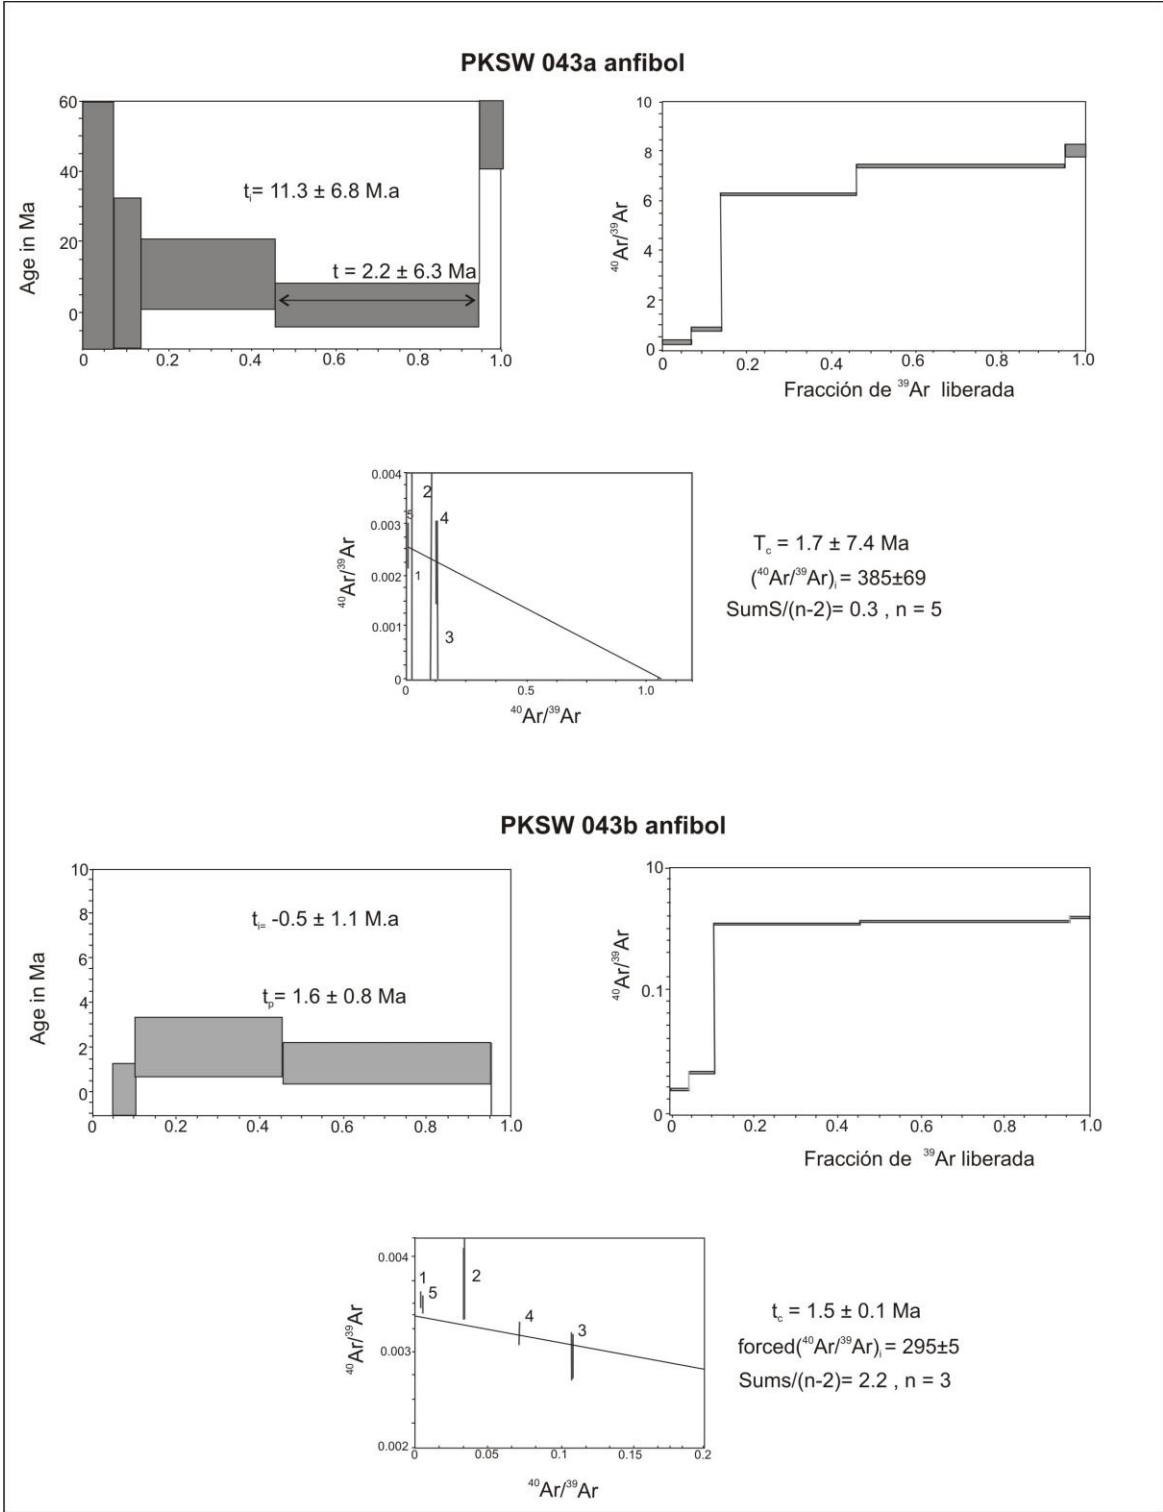 PKSW 043a anfibol
60
40
20
0
Age in Ma
tᵢ= 11.3 ± 6.8 M.a
t = 2.2 ± 6.3 Ma
0 0.2 0.4 0.6 0.8 1.0
10
8
6
4
2
0
⁴⁰Ar/³⁹Ar
0 0.2 0.4 0.6 0.8 1.0
Fracción de ³⁹Ar liberada
0.004
0.003
0.002
0.001
0
⁴⁰Ar/³⁹Ar
5
1
2
4
3
0 0.5 1.0
⁴⁰Ar/³⁹Ar
T꜀ = 1.7 ± 7.4 Ma
(⁴⁰Ar/³⁹Ar)ᵢ = 385±69
SumS/(n-2)= 0.3 , n = 5
PKSW 043b anfibol
10
8
6
4
2
0
Age in Ma
tᵢ₌ -0.5 ± 1.1 M.a
tₚ= 1.6 ± 0.8 Ma
0 0.2 0.4 0.6 0.8 1.0
10
0.1
0
⁴⁰Ar/³⁹Ar
0 0.2 0.4 0.6 0.8 1.0
Fracción de ³⁹Ar liberada
0.004
0.003
0.002
⁴⁰Ar/³⁹Ar
1
5
2
4
3
0 0.05 0.1 0.15 0.2
⁴⁰Ar/³⁹Ar
t꜀ = 1.5 ± 0.1 Ma
forced(⁴⁰Ar/³⁹Ar)ᵢ = 295±5
Sums/(n-2)= 2.2 , n = 3